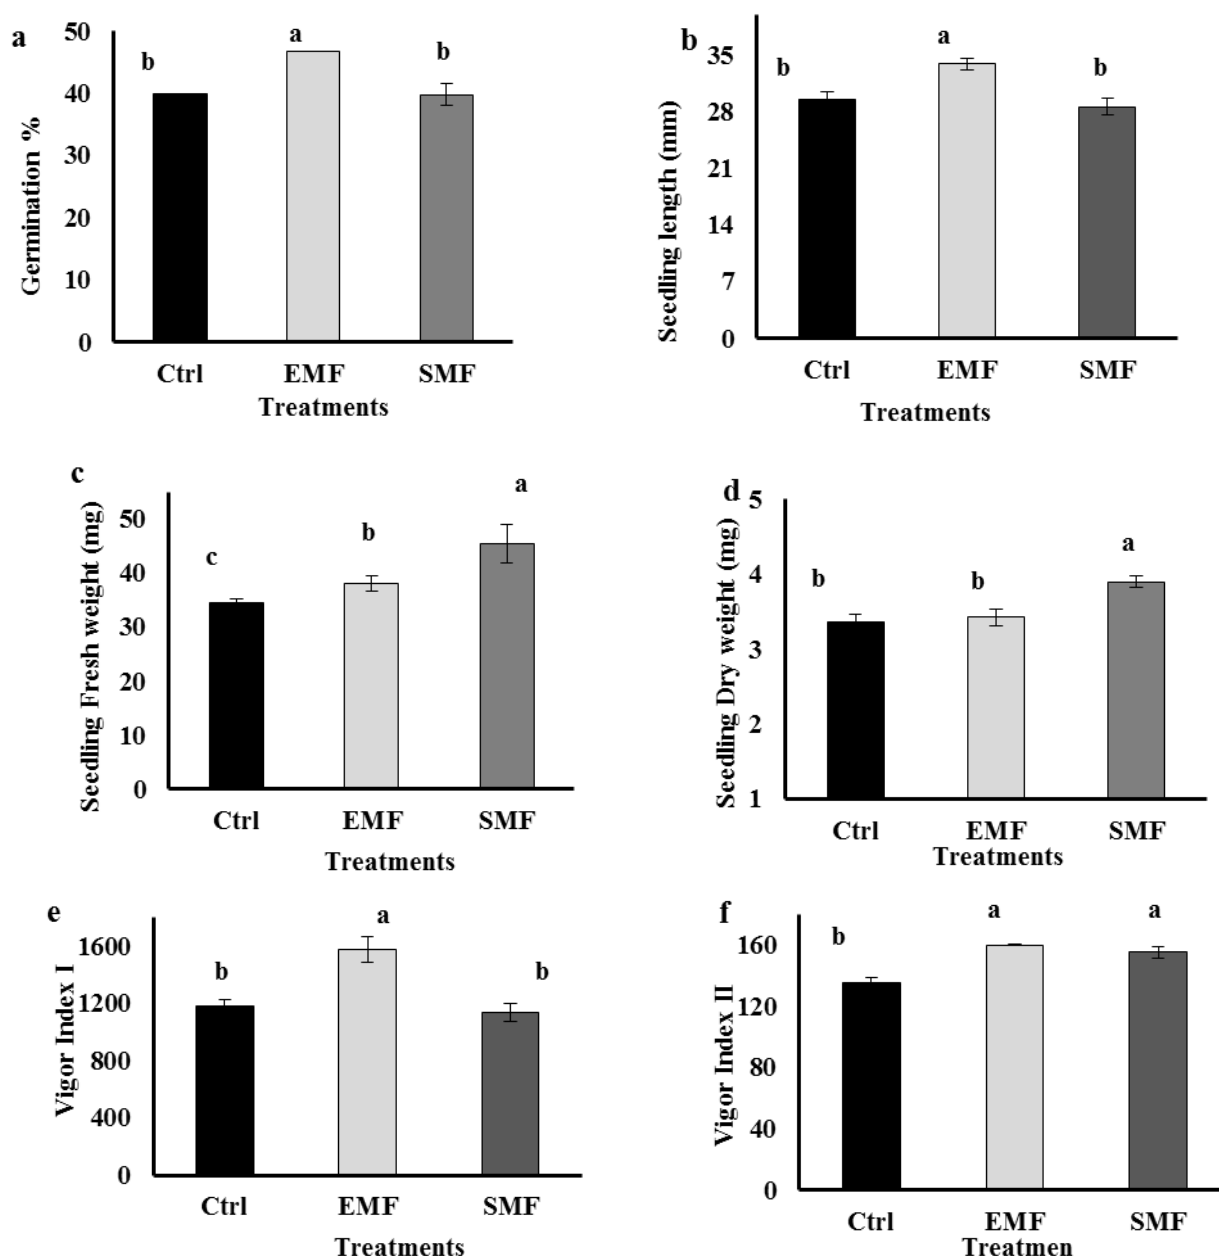 a
Germination %
50
40
30
20
10
0
b
a
b
Ctrl EMF SMF
Treatments
b
Seedling length (mm)
35
28
21
14
7
0
b
a
b
Ctrl EMF SMF
Treatments
c
Seedling Fresh weight (mg)
50
40
30
20
10
0
c
b
a
Ctrl EMF SMF
Treatments
d
Seedling Dry weight (mg)
5
4
3
2
1
b
b
a
Ctrl EMF SMF
Treatments
e
Vigor Index I
1600
1200
800
400
0
b
a
b
Ctrl EMF SMF
Treatments
f
Vigor Index II
160
120
80
40
0
b
a
a
Ctrl EMF SMF
Treatmen